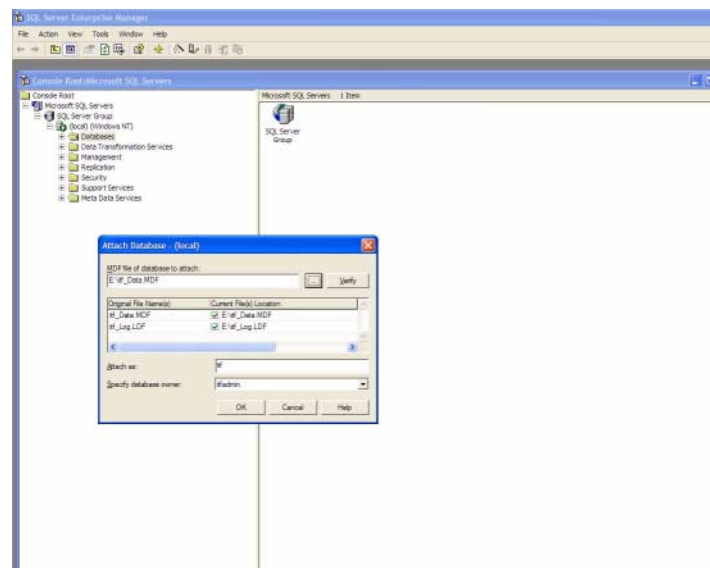 SQL Server Enterprise Manager
File Action View Tools Window Help
Console Root\Microsoft SQL Servers
Console Root
Microsoft SQL Servers
SQL Server Group
(local) (Windows NT)
Databases
Data Transformation Services
Management
Replication
Security
Support Services
Meta Data Services
Microsoft SQL Servers 1 Item
SQL Server
Group
Attach Database - (local)
MDF file of database to attach:
Verify
Original File Name(s) Current File(s) Location
Attach as:
Specify database owner:
OK Cancel Help